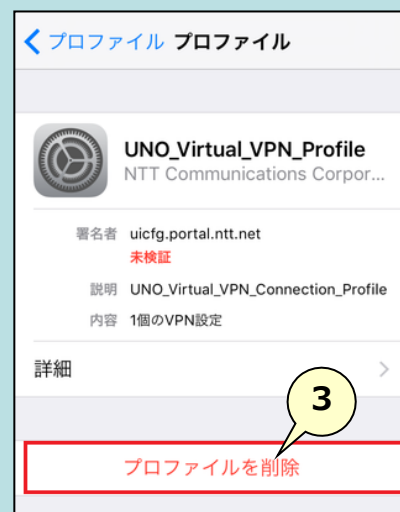 プロファイル プロファイル
UNO_Virtual_VPN_Profile
NTT Communications Corpor...
署名者 uicfg.portal.ntt.net
未検証
説明 UNO_Virtual_VPN_Connection_Profile
内容 1個のVPN設定
詳細
3
プロファイルを削除